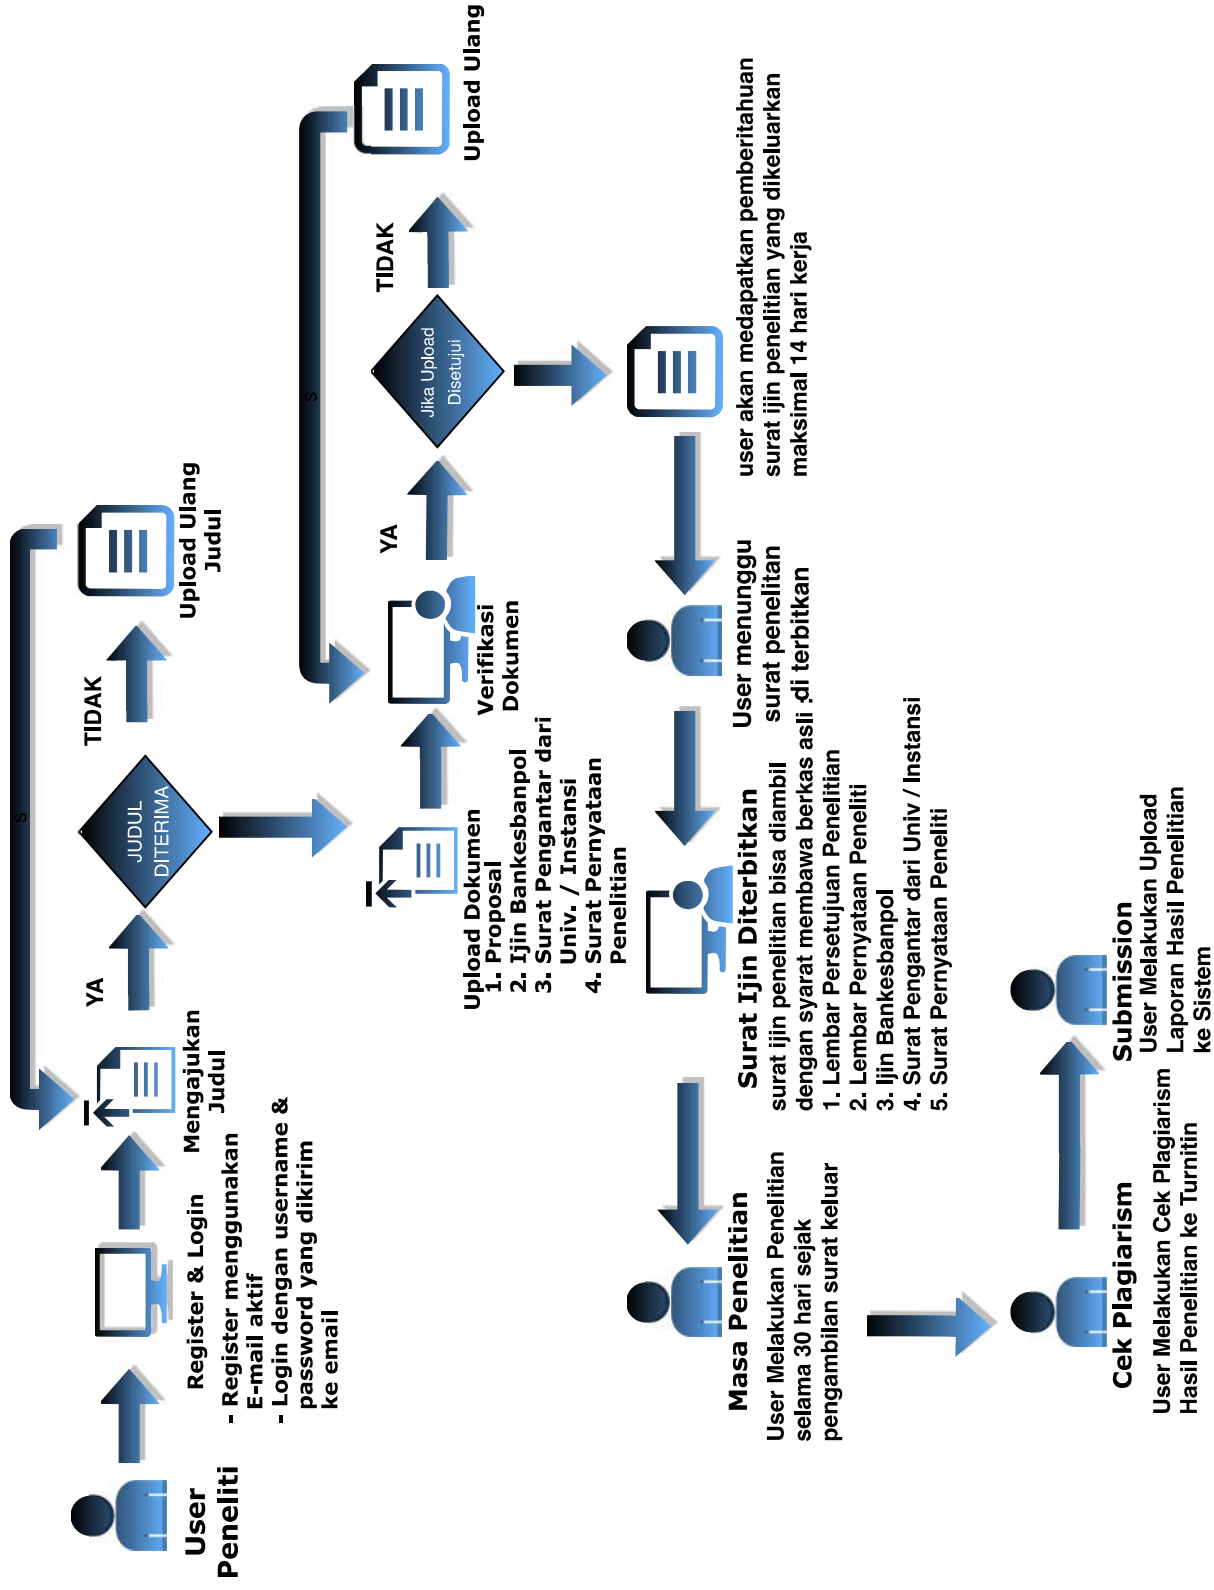 User
Peneliti
Register & Login
- Register menggunakan
E-mail aktif
- Login dengan username &
password yang dikirim
ke email
Mengajukan
Judul
YA
JUDUL
DITERIMA
TIDAK
Upload Ulang
Judul
s
Upload Dokumen
1. Proposal
2. Ijin Bankesbanpol
3. Surat Pengantar dari
Univ. / Instansi
4. Surat Pernyataan
Penelitian
Verifikasi
Dokumen
YA
Jika Upload
Disetujui
TIDAK
Upload Ulang
s
user akan medapatkan pemberitahuan
surat ijin penelitian yang dikeluarkan
maksimal 14 hari kerja
User menunggu
surat penelitan
di terbitkan
Surat Ijin Diterbitkan
surat ijin penelitian bisa diambil
dengan syarat membawa berkas asli :
1. Lembar Persetujuan Penelitian
2. Lembar Pernyataan Peneliti
3. Ijin Bankesbanpol
4. Surat Pengantar dari Univ / Instansi
5. Surat Pernyataan Peneliti
Masa Penelitian
User Melakukan Penelitian
selama 30 hari sejak
pengambilan surat keluar
Cek Plagiarism
User Melakukan Cek Plagiarism
Hasil Penelitian ke Turnitin
Submission
User Melakukan Upload
Laporan Hasil Penelitian
ke Sistem